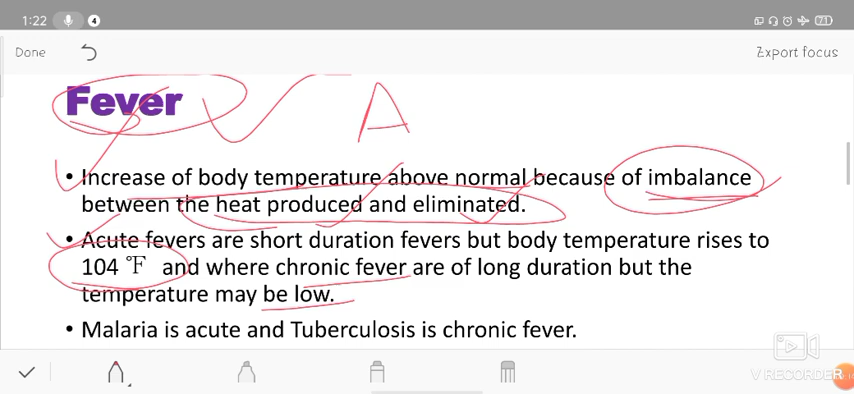 1:22 4 71
Done Export focus
Fever
A
• Increase of body temperature above normal because of imbalance
between the heat produced and eliminated.
• Acute fevers are short duration fevers but body temperature rises to
104 °F and where chronic fever are of long duration but the
temperature may be low.
• Malaria is acute and Tuberculosis is chronic fever.
V RECORDER